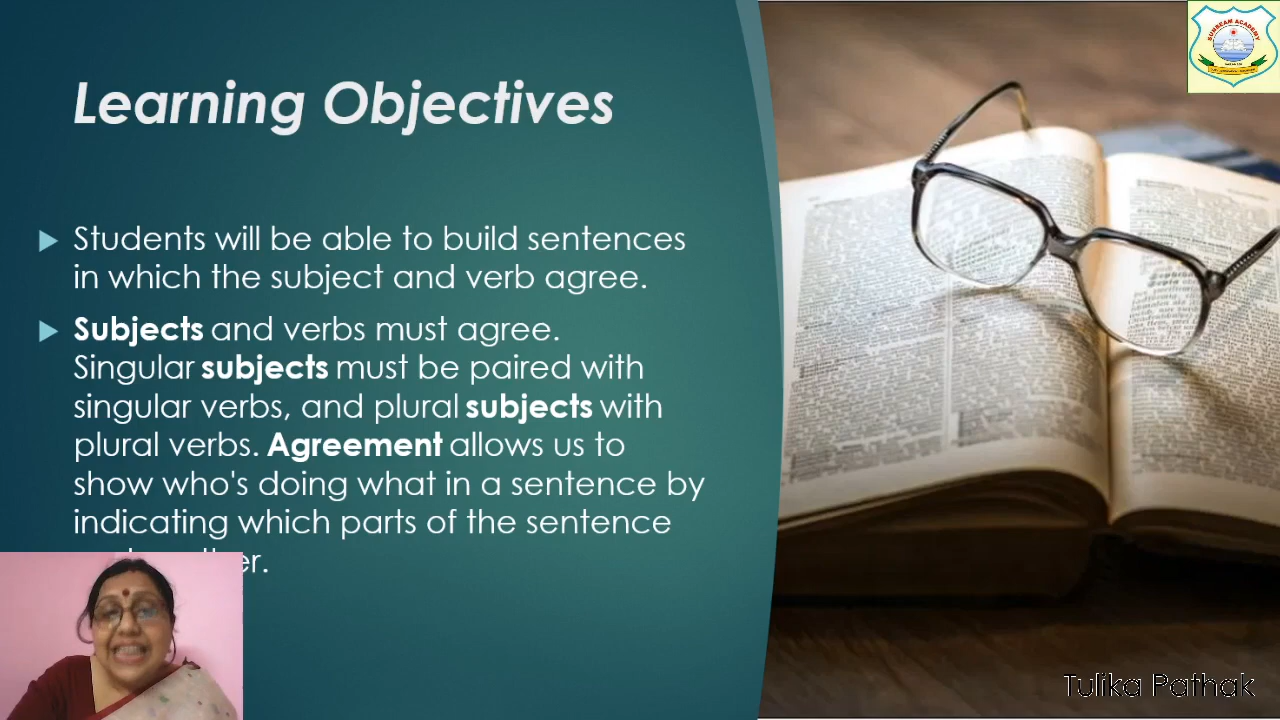 SUNBEAM ACADEMY
Learning Objectives
Students will be able to build sentences
in which the subject and verb agree.
Subjects and verbs must agree.
Singular subjects must be paired with
singular verbs, and plural subjects with
plural verbs. Agreement allows us to
show who's doing what in a sentence by
indicating which parts of the sentence
Tulika Pathak